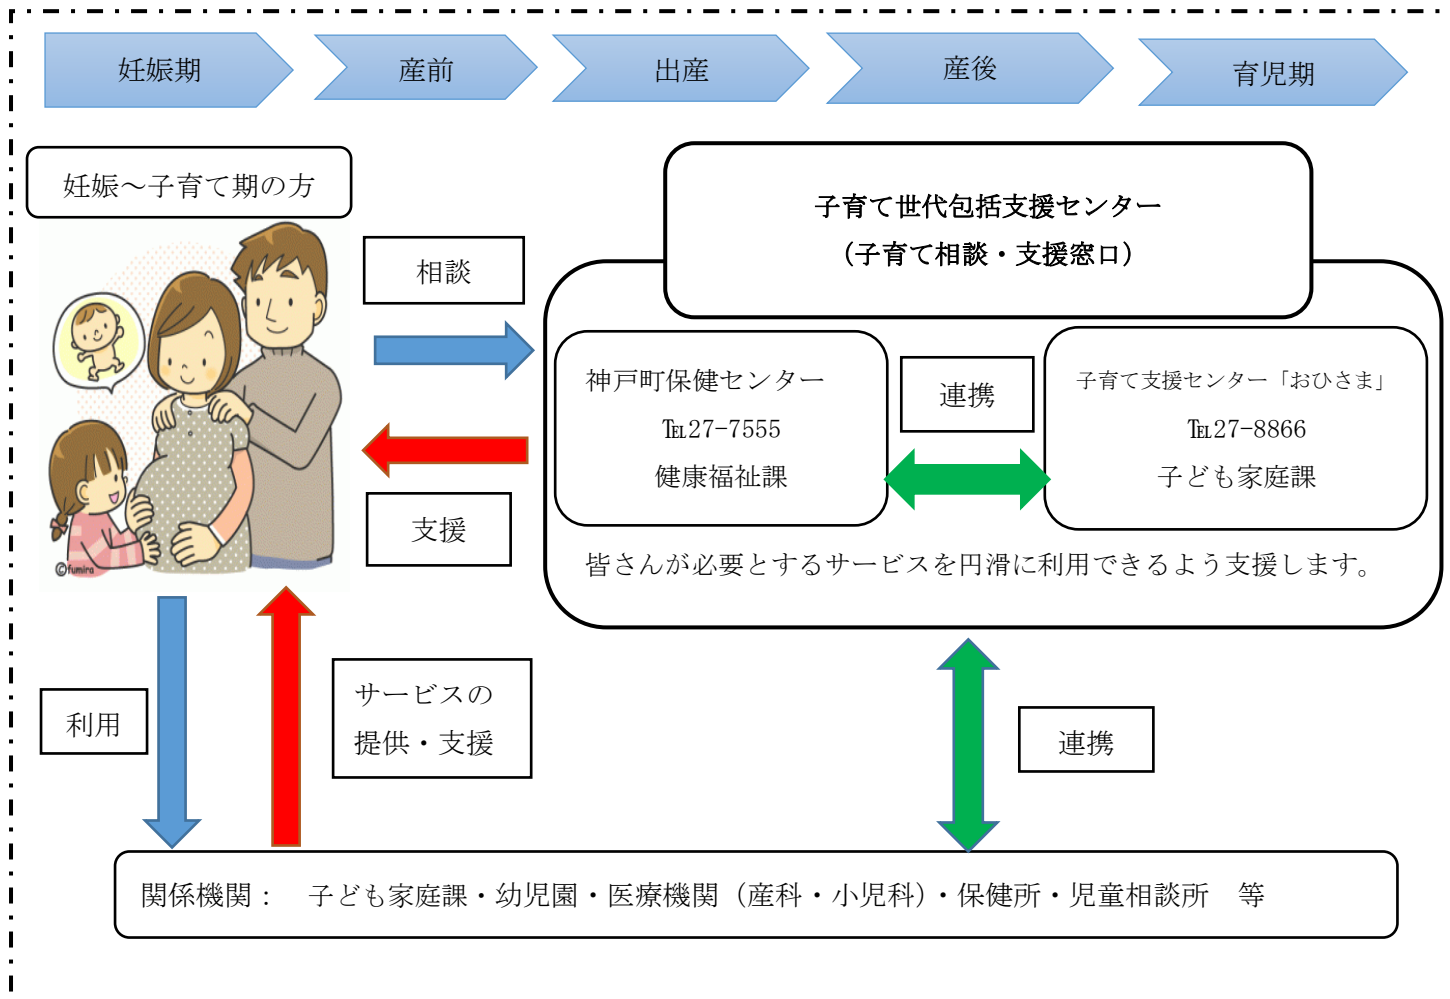 妊娠期
産前
出産
産後
育児期
妊娠～子育て期の方
子育て世代包括支援センター
（子育て相談・支援窓口）
相談
神戸町保健センター
℡27-7555
健康福祉課
連携
子育て支援センター「おひさま」
℡27-8866
子ども家庭課
支援
皆さんが必要とするサービスを円滑に利用できるよう支援します。
©fumira
利用
サービスの
提供・支援
連携
関係機関：　子ども家庭課・幼児園・医療機関（産科・小児科）・保健所・児童相談所　等